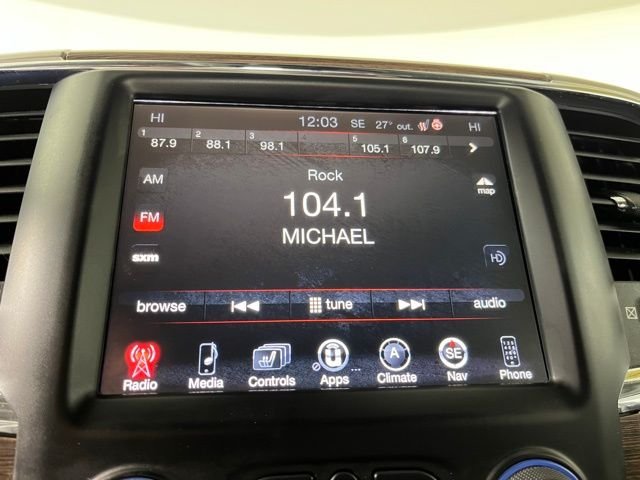 HI 12:03 SE 27° out. HI
1 2 3 4 5 6
87.9 88.1 98.1 105.1 107.9
AM Rock
FM 104.1 map
MICHAEL
sxm HD
browse tune audio
Radio Media Controls Apps A Climate SE Nav Phone